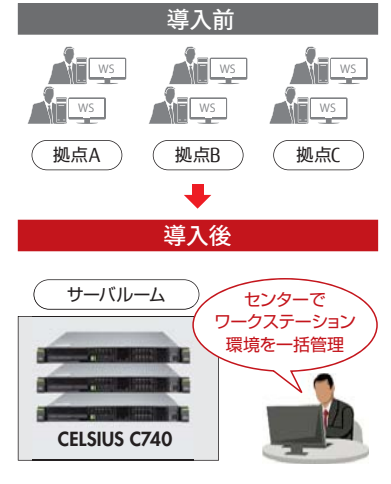 導入前
WS
WS
WS
WS
WS
WS
拠点A
拠点B
拠点C
導入後
サーバルーム
センターで
ワークステーション
環境を一括管理
CELSIUS C740